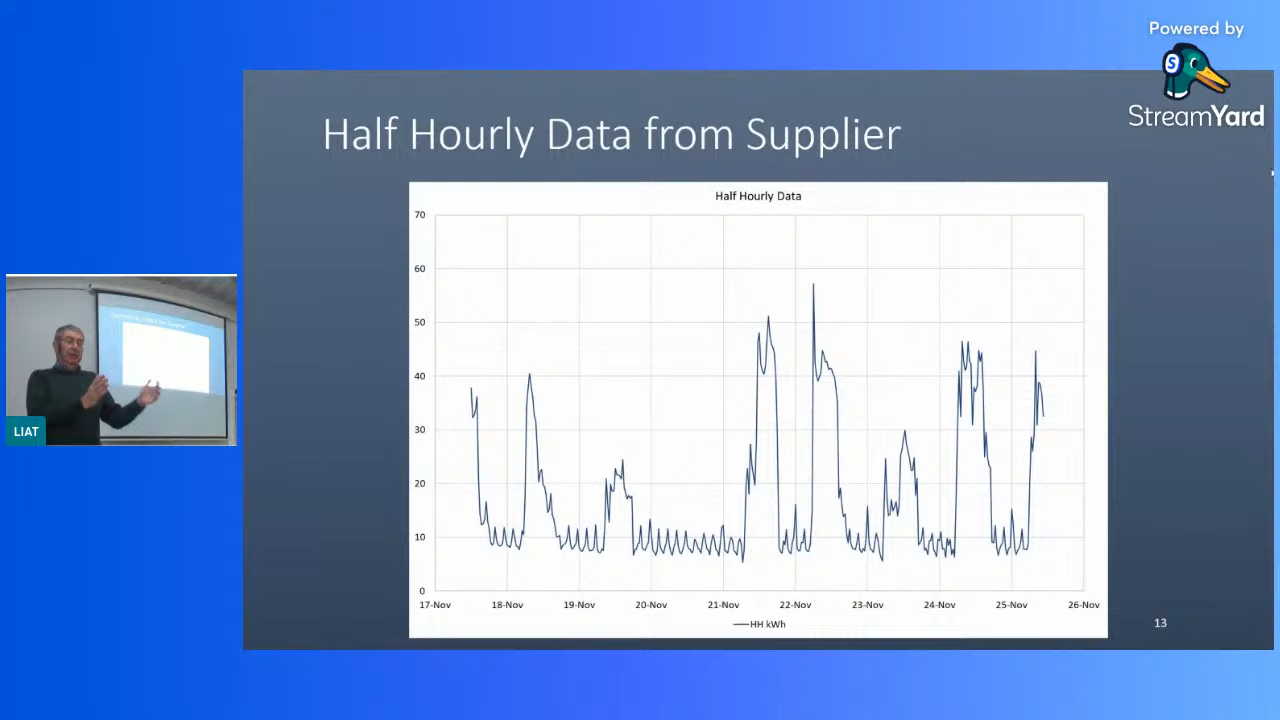 Powered by
StreamYard
Half Hourly Data from Supplier
Half Hourly Data
70
60
50
40
30
20
10
0
17-Nov 18-Nov 19-Nov 20-Nov 21-Nov 22-Nov 23-Nov 24-Nov 25-Nov 26-Nov
HH kWh
13
LIAT